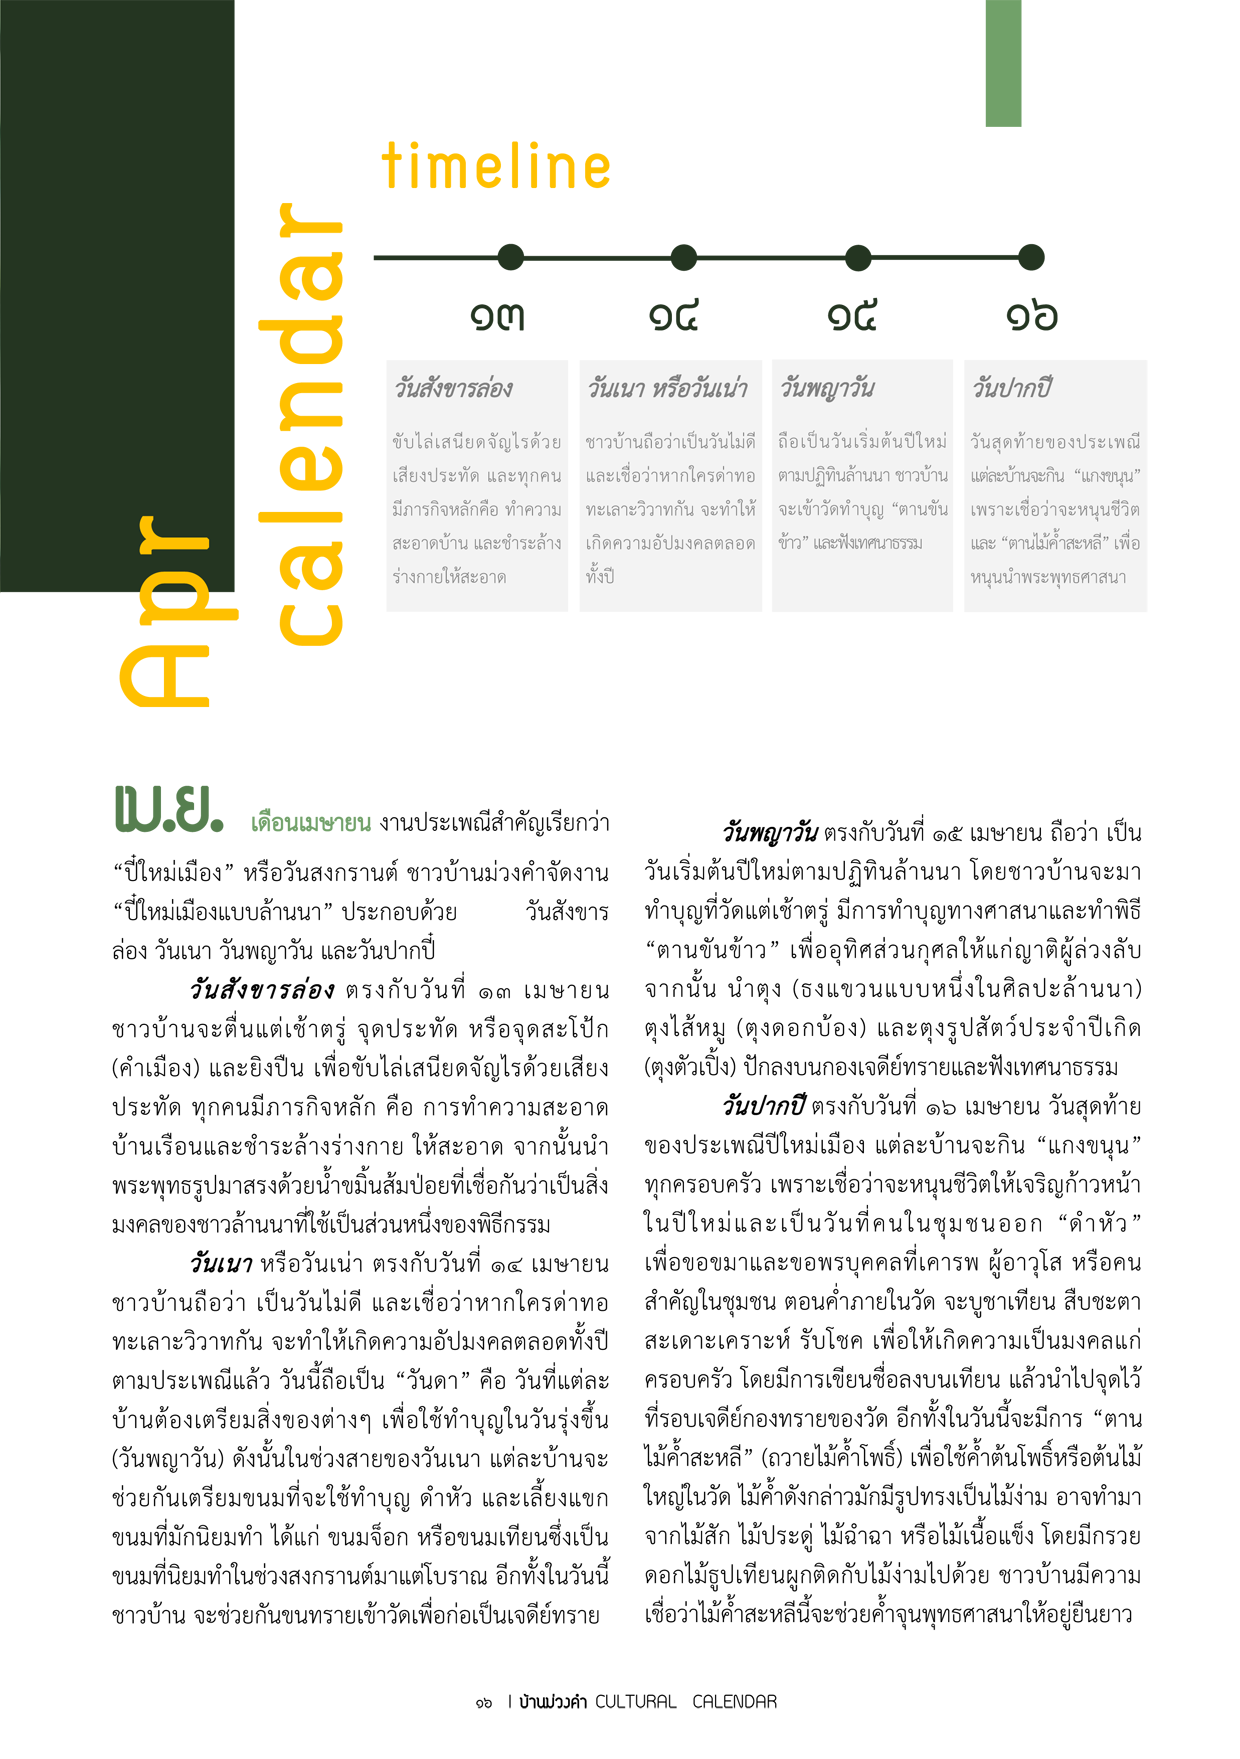 timeline
Apr
calendar
๑๓
๑๔
๑๕
๑๖
วันสังขารล่อง
ขับไล่เสนียดจัญไรด้วย
เสียงประทัด และทุกคน
มีภารกิจหลักคือ ทำความ
สะอาดบ้าน และชำระล้าง
ร่างกายให้สะอาด
วันเนา หรือวันเน่า
ชาวบ้านถือว่าเป็นวันไม่ดี
และเชื่อว่าหากใครด่าทอ
ทะเลาะวิวาทกัน จะทำให้
เกิดความอัปมงคลตลอด
ทั้งปี
วันพญาวัน
ถือเป็นวันเริ่มต้นปีใหม่
ตามปฏิทินล้านนา ชาวบ้าน
จะเข้าวัดทำบุญ “ตานขัน
ข้าว” และฟังเทศนาธรรม
วันปากปี
วันสุดท้ายของประเพณี
แต่ละบ้านจะกิน “แกงขนุน”
เพราะเชื่อว่าจะหนุนชีวิต
และ “ตานไม้ค้ำสะหลี” เพื่อ
หนุนนำพระพุทธศาสนา
เม.ย. เดือนเมษายน งานประเพณีสำคัญเรียกว่า
“ปี๋ใหม่เมือง” หรือวันสงกรานต์ ชาวบ้านม่วงคำจัดงาน
“ปี๋ใหม่เมืองแบบล้านนา” ประกอบด้วย วันสังขาร
ล่อง วันเนา วันพญาวัน และวันปากปี๋
วันสังขารล่อง ตรงกับวันที่ ๑๓ เมษายน
ชาวบ้านจะตื่นแต่เช้าตรู่ จุดประทัด หรือจุดสะโป้ก
(คำเมือง) และยิงปืน เพื่อขับไล่เสนียดจัญไรด้วยเสียง
ประทัด ทุกคนมีภารกิจหลัก คือ การทำความสะอาด
บ้านเรือนและชำระล้างร่างกาย ให้สะอาด จากนั้นนำ
พระพุทธรูปมาสรงด้วยน้ำขมิ้นส้มป่อยที่เชื่อกันว่าเป็นสิ่ง
มงคลของชาวล้านนาที่ใช้เป็นส่วนหนึ่งของพิธีกรรม
วันเนา หรือวันเน่า ตรงกับวันที่ ๑๔ เมษายน
ชาวบ้านถือว่า เป็นวันไม่ดี และเชื่อว่าหากใครด่าทอ
ทะเลาะวิวาทกัน จะทำให้เกิดความอัปมงคลตลอดทั้งปี
ตามประเพณีแล้ว วันนี้ถือเป็น “วันดา” คือ วันที่แต่ละ
บ้านต้องเตรียมสิ่งของต่างๆ เพื่อใช้ทำบุญในวันรุ่งขึ้น
(วันพญาวัน) ดังนั้นในช่วงสายของวันเนา แต่ละบ้านจะ
ช่วยกันเตรียมขนมที่จะใช้ทำบุญ ดำหัว และเลี้ยงแขก
ขนมที่มักนิยมทำ ได้แก่ ขนมจ็อก หรือขนมเทียนซึ่งเป็น
ขนมที่นิยมทำในช่วงสงกรานต์มาแต่โบราณ อีกทั้งในวันนี้
ชาวบ้าน จะช่วยกันขนทรายเข้าวัดเพื่อก่อเป็นเจดีย์ทราย
วันพญาวัน ตรงกับวันที่ ๑๕ เมษายน ถือว่า เป็น
วันเริ่มต้นปีใหม่ตามปฏิทินล้านนา โดยชาวบ้านจะมา
ทำบุญที่วัดแต่เช้าตรู่ มีการทำบุญทางศาสนาและทำพิธี
“ตานขันข้าว” เพื่ออุทิศส่วนกุศลให้แก่ญาติผู้ล่วงลับ
จากนั้น นำตุง (ธงแขวนแบบหนึ่งในศิลปะล้านนา)
ตุงไส้หมู (ตุงดอกบ้อง) และตุงรูปสัตว์ประจำปีเกิด
(ตุงตัวเปิ้ง) ปักลงบนกองเจดีย์ทรายและฟังเทศนาธรรม
วันปากปี ตรงกับวันที่ ๑๖ เมษายน วันสุดท้าย
ของประเพณีปีใหม่เมือง แต่ละบ้านจะกิน “แกงขนุน”
ทุกครอบครัว เพราะเชื่อว่าจะหนุนชีวิตให้เจริญก้าวหน้า
ในปีใหม่และเป็นวันที่คนในชุมชนออก “ดำหัว”
เพื่อขอขมาและขอพรบุคคลที่เคารพ ผู้อาวุโส หรือคน
สำคัญในชุมชน ตอนค่ำภายในวัด จะบูชาเทียน สืบชะตา
สะเดาะเคราะห์ รับโชค เพื่อให้เกิดความเป็นมงคลแก่
ครอบครัว โดยมีการเขียนชื่อลงบนเทียน แล้วนำไปจุดไว้
ที่รอบเจดีย์กองทรายของวัด อีกทั้งในวันนี้จะมีการ “ตาน
ไม้ค้ำสะหลี” (ถวายไม้ค้ำโพธิ์) เพื่อใช้ค้ำต้นโพธิ์หรือต้นไม้
ใหญ่ในวัด ไม้ค้ำดังกล่าวมักมีรูปทรงเป็นไม้ง่าม อาจทำมา
จากไม้สัก ไม้ประดู่ ไม้ฉำฉา หรือไม้เนื้อแข็ง โดยมีกรวย
ดอกไม้ธูปเทียนผูกติดกับไม้ง่ามไปด้วย ชาวบ้านมีความ
เชื่อว่าไม้ค้ำสะหลีนี้จะช่วยค้ำจุนพุทธศาสนาให้อยู่ยืนยาว
๑๖ | บ้านม่วงคำ CULTURAL CALENDAR